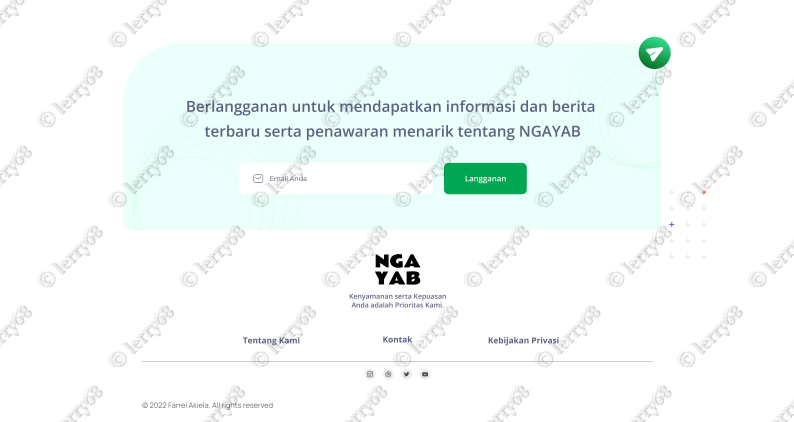 Berlangganan untuk mendapatkan informasi dan berita
terbaru serta penawaran menarik tentang NGAYAB
Email Anda
Langganan
NGA
YAB
Kenyamanan serta Kepuasan
Anda adalah Prioritas Kami.
Tentang Kami
Kontak
Kebijakan Privasi
© 2022 Farrel Akiela. All rights reserved
© lerry68